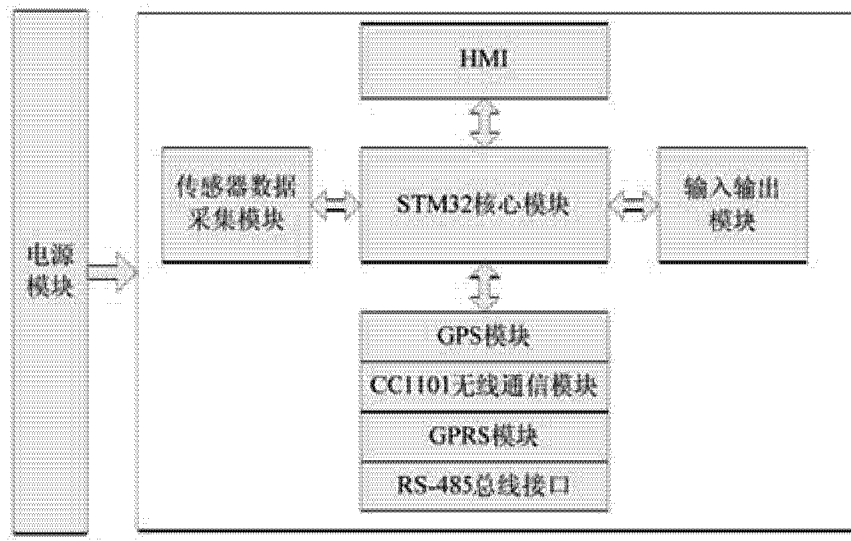 HMI
传感器数据
采集模块
STM32核心模块
输入输出
模块
电源
模块
GPS模块
CC1101无线通信模块
GPRS模块
RS-485总线接口